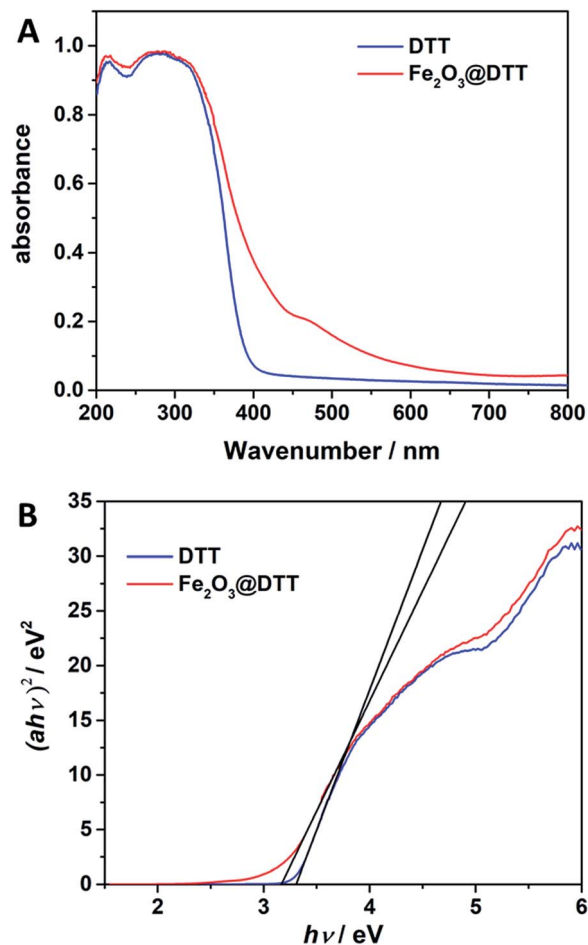 A
1.0
0.8
0.6
0.4
0.2
0.0
absorbance
DTT
Fe₂O₃@DTT
200 300 400 500 600 700 800
Wavenumber / nm
B
35
30
25
20
15
10
5
0
(ahν)² / eV²
DTT
Fe₂O₃@DTT
2 3 4 5 6
hν / eV